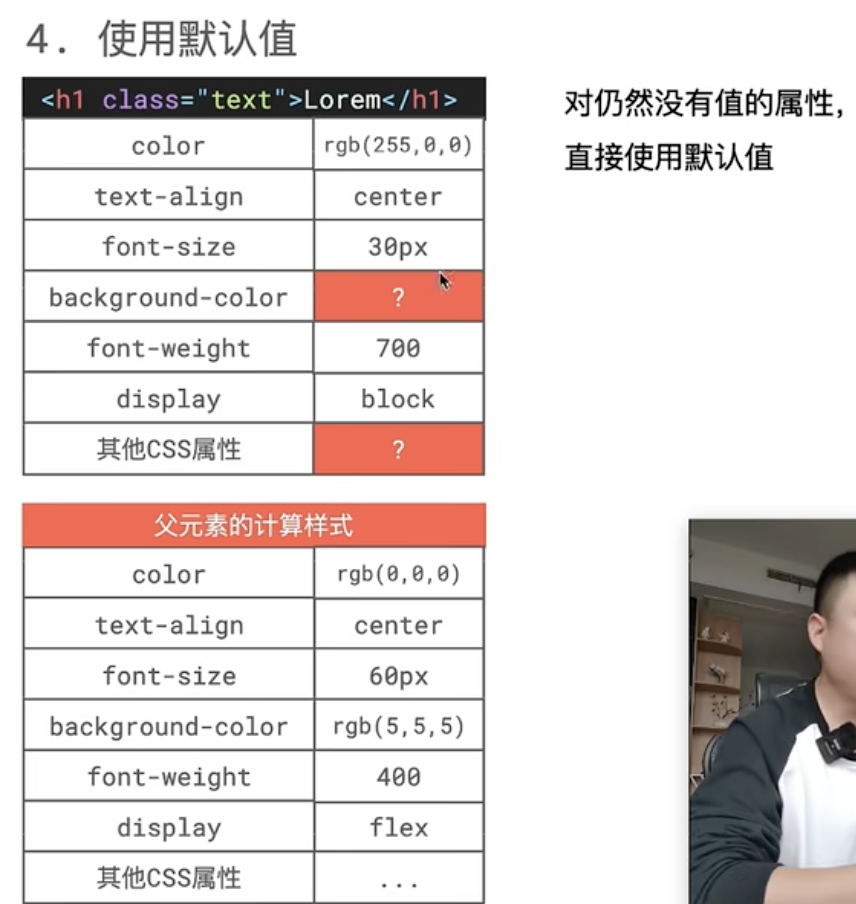 4. 使用默认值
<h1 class="text">Lorem</h1>
对仍然没有值的属性,
直接使用默认值
color rgb(255,0,0)
text-align center
font-size 30px
background-color ?
font-weight 700
display block
其他CSS属性 ?
父元素的计算样式
color rgb(0,0,0)
text-align center
font-size 60px
background-color rgb(5,5,5)
font-weight 400
display flex
其他CSS属性 ...